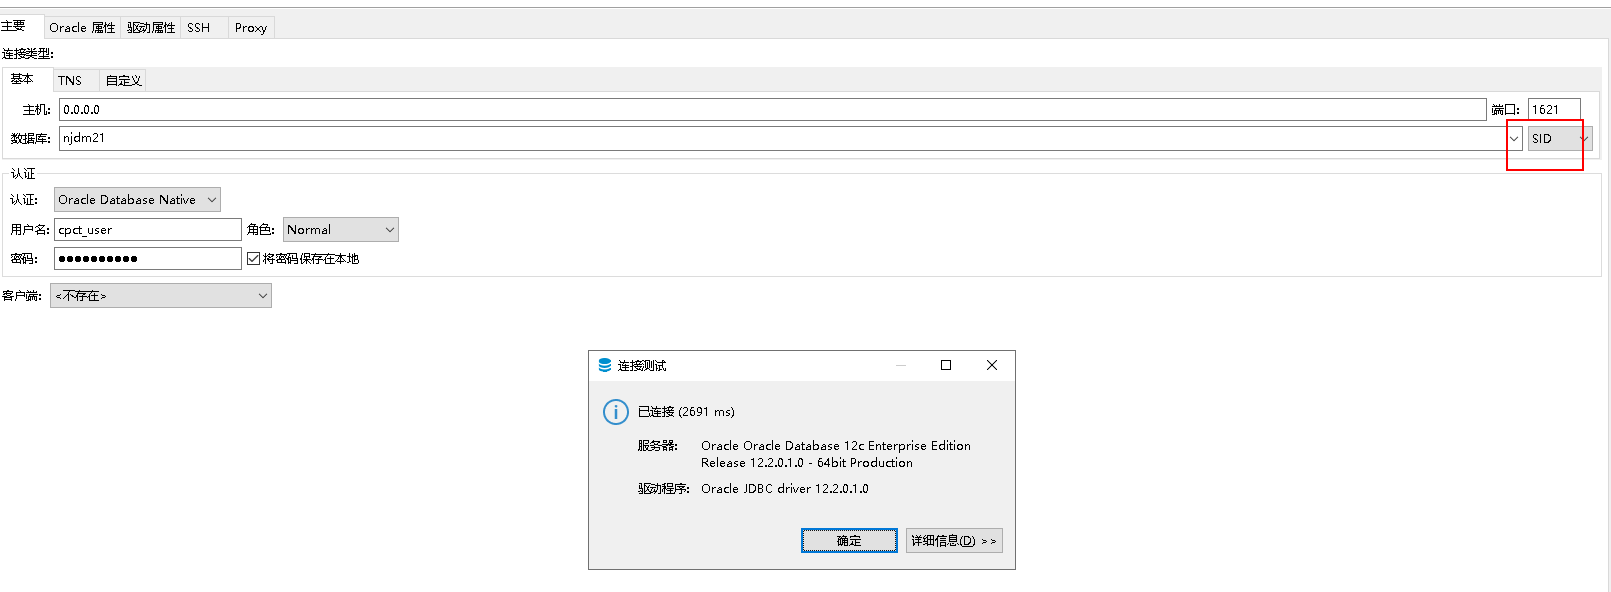 主要 Oracle 属性 驱动属性 SSH Proxy
连接类型:
基本 TNS 自定义
主机: 0.0.0.0 端口: 1621
数据库: njdm21 SID
认证
认证: Oracle Database Native
用户名: cpct_user 角色: Normal
密码: ●●●●●●●●●● 将密码保存在本地
客户端: <不存在>
连接测试
已连接 (2691 ms)
服务器: Oracle Oracle Database 12c Enterprise Edition
Release 12.2.0.1.0 - 64bit Production
驱动程序: Oracle JDBC driver 12.2.0.1.0
确定 详细信息(D) >>